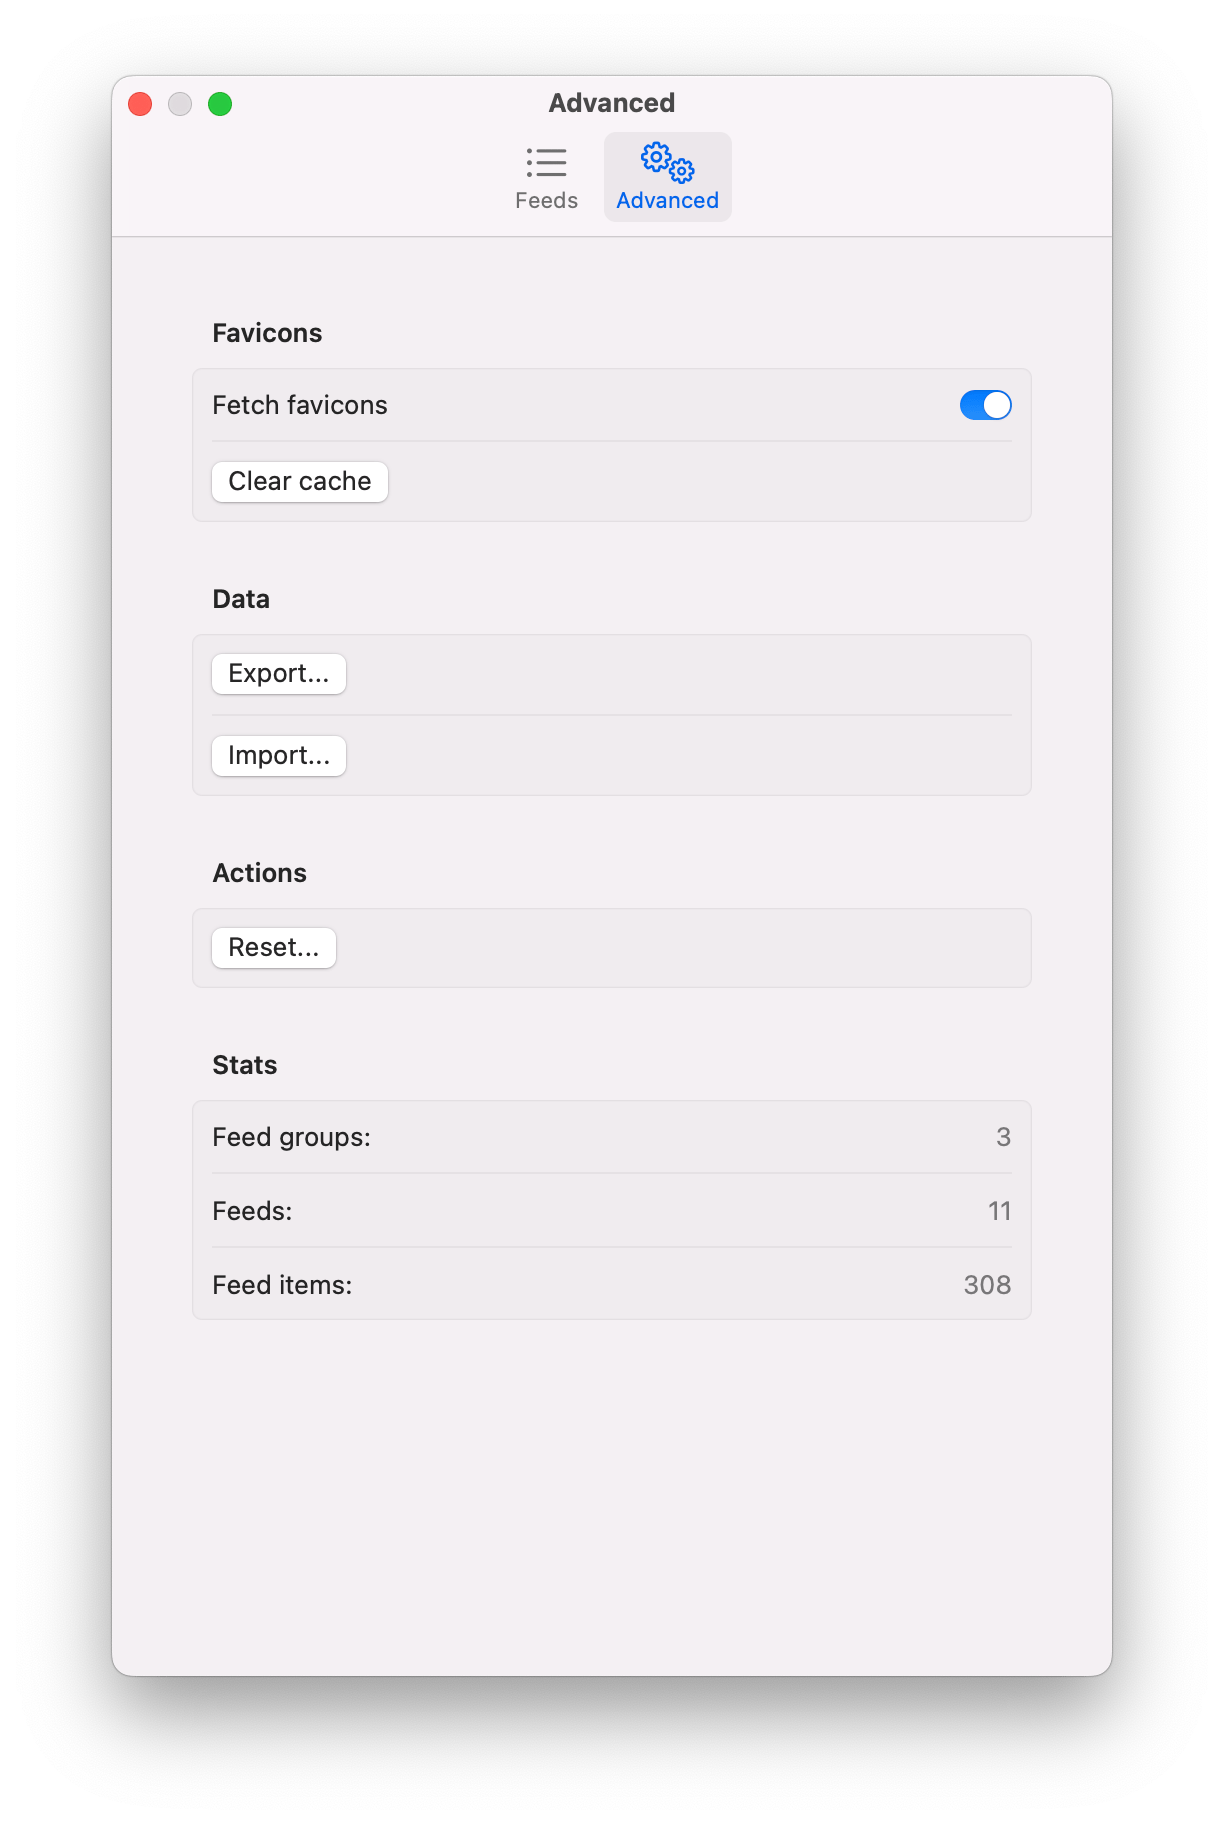 Advanced
Feeds
Advanced
Favicons
Fetch favicons
Clear cache
Data
Export...
Import...
Actions
Reset...
Stats
Feed groups: 3
Feeds: 11
Feed items: 308